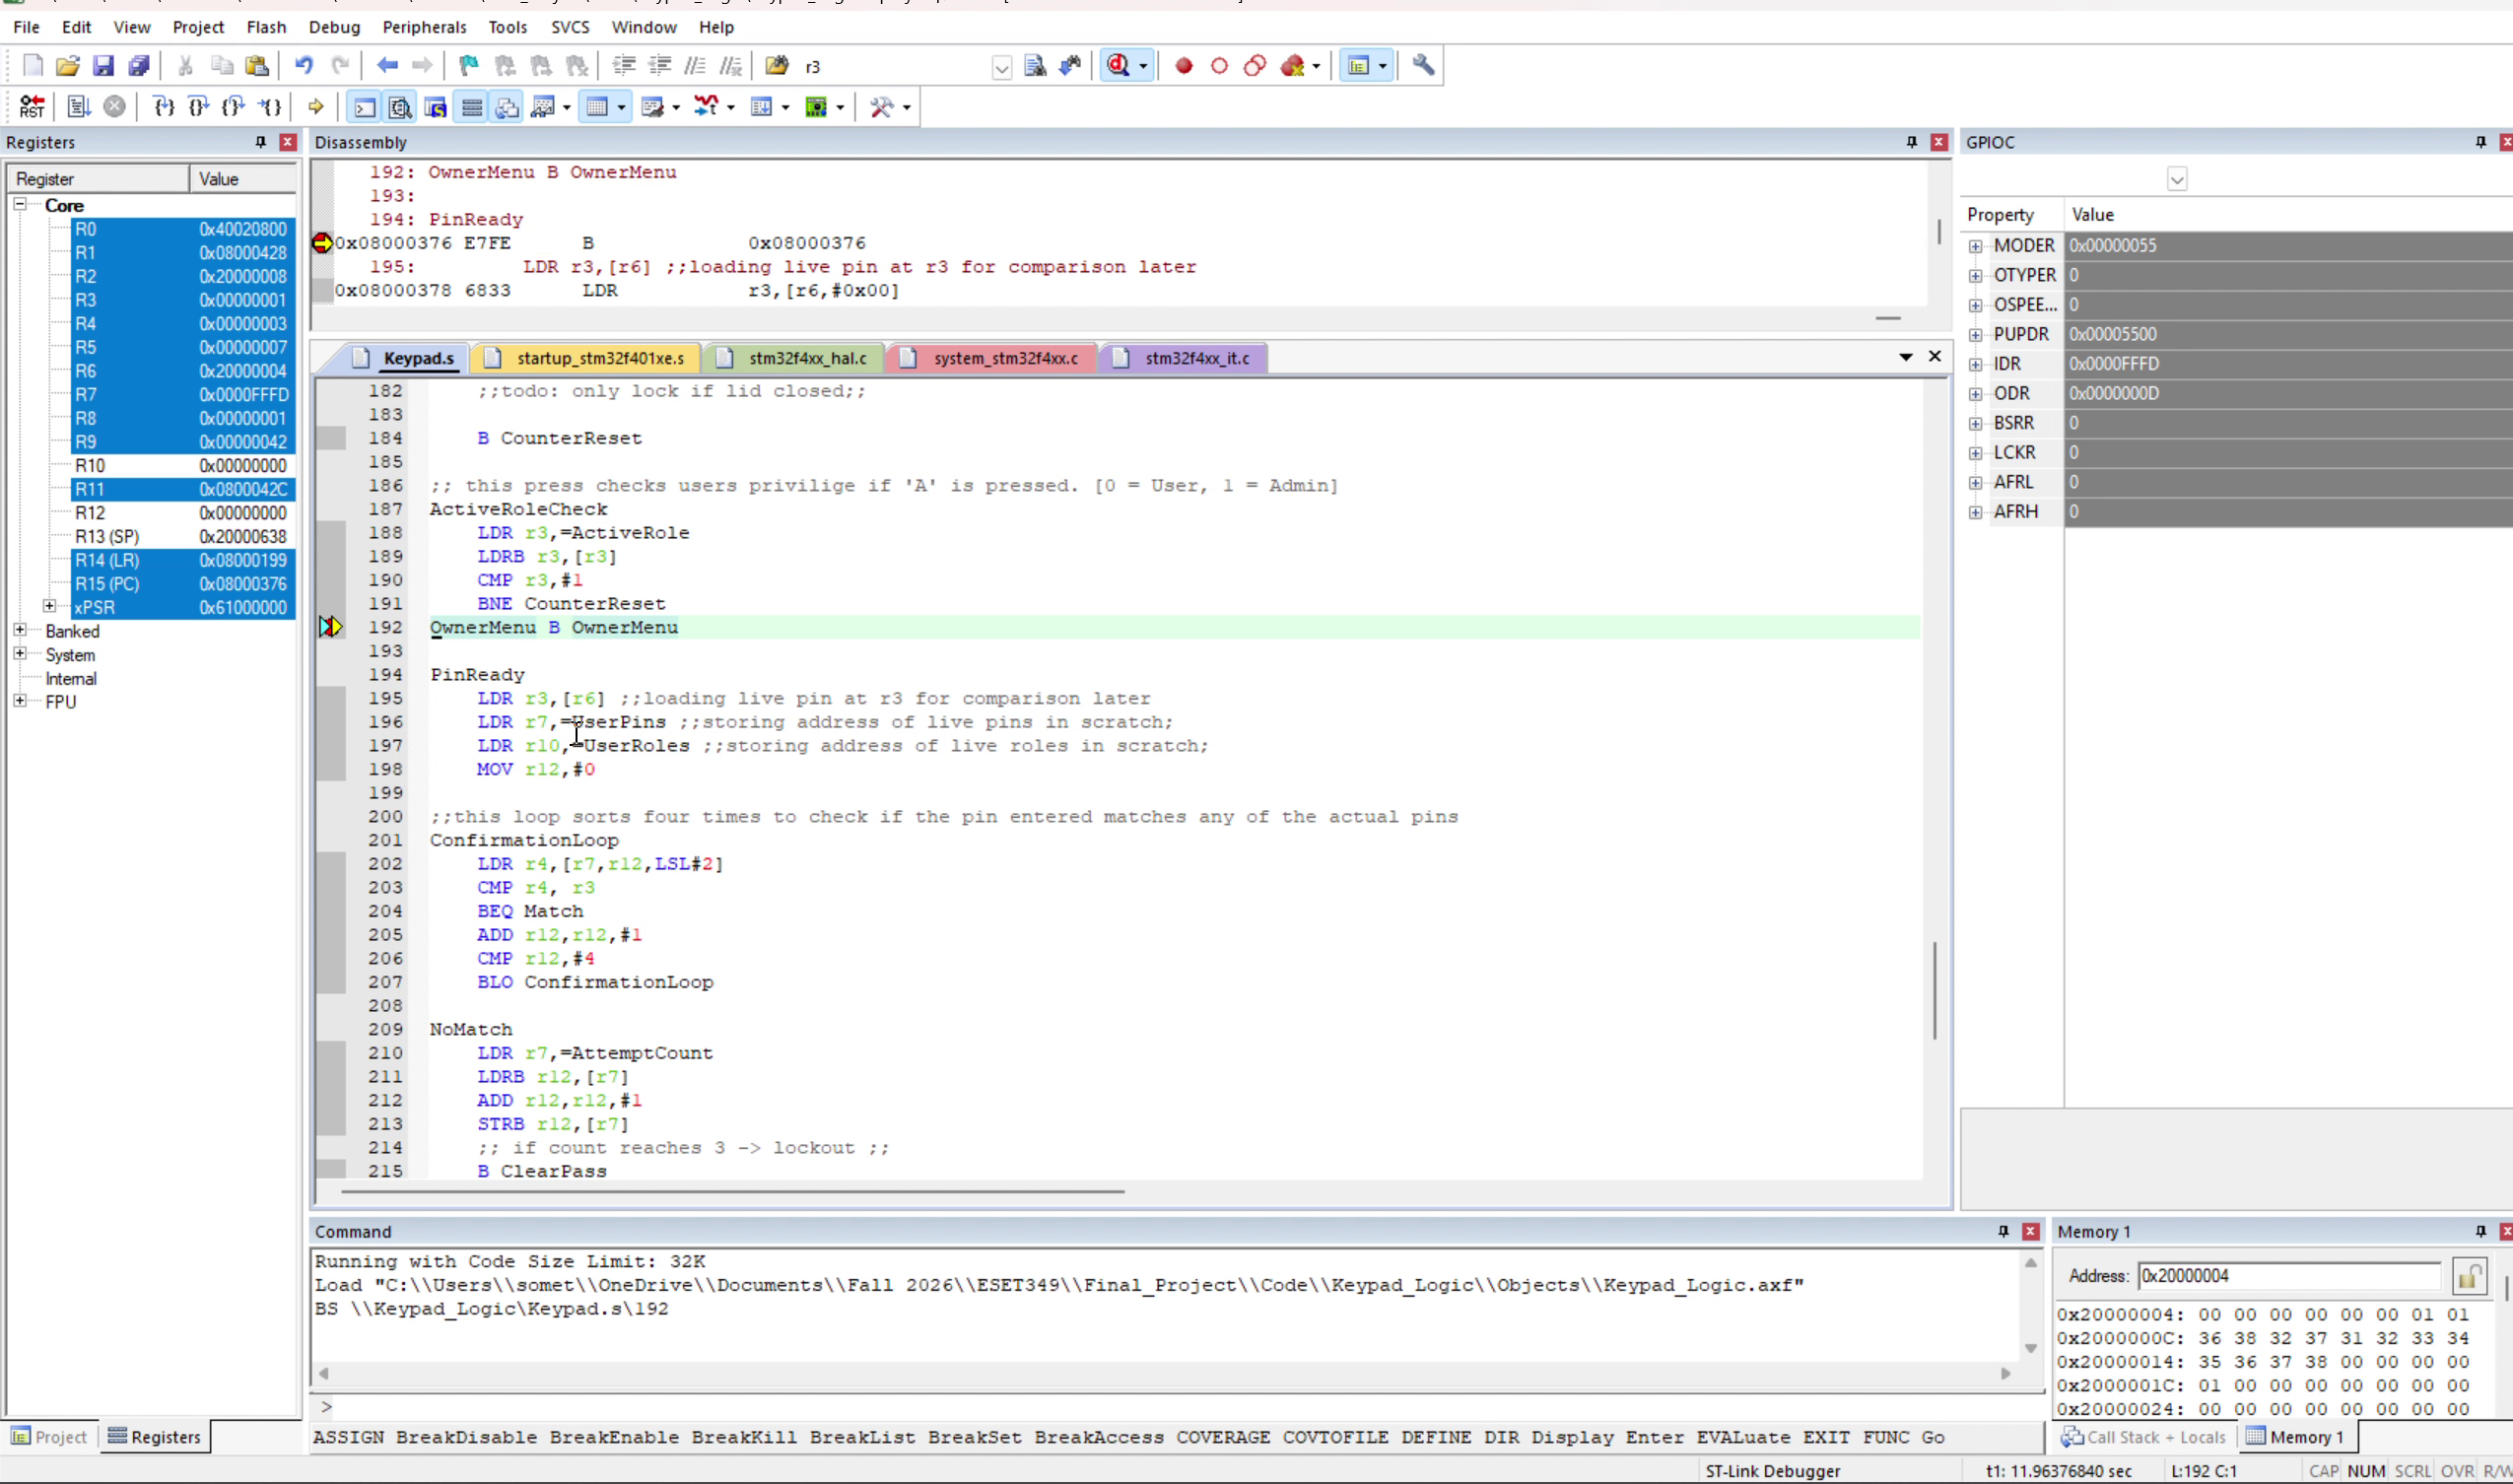 File Edit View Project Flash Debug Peripherals Tools SVCS Window Help
r3
RST
Registers
Register Value
Core
R0 0x40020800
R1 0x08000428
R2 0x20000008
R3 0x00000001
R4 0x00000003
R5 0x00000007
R6 0x20000004
R7 0x0000FFFD
R8 0x00000001
R9 0x00000042
R10 0x00000000
R11 0x0800042C
R12 0x00000000
R13 (SP) 0x20000638
R14 (LR) 0x08000199
R15 (PC) 0x08000376
xPSR 0x61000000
Banked
System
Internal
FPU
Project Registers
Disassembly
192: OwnerMenu B OwnerMenu
193:
194: PinReady
0x08000376 E7FE B 0x08000376
195: LDR r3,[r6] ;;loading live pin at r3 for comparison later
0x08000378 6833 LDR r3,[r6,#0x00]
Keypad.s startup_stm32f401xe.s stm32f4xx_hal.c system_stm32f4xx.c stm32f4xx_it.c
182 ;;todo: only lock if lid closed;;
183
184 B CounterReset
185
186 ;; this press checks users privilige if 'A' is pressed. [0 = User, 1 = Admin]
187 ActiveRoleCheck
188 LDR r3,=ActiveRole
189 LDRB r3,[r3]
190 CMP r3,#1
191 BNE CounterReset
192 OwnerMenu B OwnerMenu
193
194 PinReady
195 LDR r3,[r6] ;;loading live pin at r3 for comparison later
196 LDR r7,=UserPins ;;storing address of live pins in scratch;
197 LDR r10,=UserRoles ;;storing address of live roles in scratch;
198 MOV r12,#0
199
200 ;;this loop sorts four times to check if the pin entered matches any of the actual pins
201 ConfirmationLoop
202 LDR r4,[r7,r12,LSL#2]
203 CMP r4, r3
204 BEQ Match
205 ADD r12,r12,#1
206 CMP r12,#4
207 BLO ConfirmationLoop
208
209 NoMatch
210 LDR r7,=AttemptCount
211 LDRB r12,[r7]
212 ADD r12,r12,#1
213 STRB r12,[r7]
214 ;; if count reaches 3 -> lockout ;;
215 B ClearPass
GPIOC
Property Value
MODER 0x00000055
OTYPER 0
OSPEE... 0
PUPDR 0x00005500
IDR 0x0000FFFD
ODR 0x0000000D
BSRR 0
LCKR 0
AFRL 0
AFRH 0
Command
Running with Code Size Limit: 32K
Load "C:\\Users\\somet\\OneDrive\\Documents\\Fall 2026\\ESET349\\Final_Project\\Code\\Keypad_Logic\\Objects\\Keypad_Logic.axf"
BS \\Keypad_Logic\Keypad.s\192
>
ASSIGN BreakDisable BreakEnable BreakKill BreakList BreakSet BreakAccess COVERAGE COVTOFILE DEFINE DIR Display Enter EVALuate EXIT FUNC Go
Memory 1
Address: 0x20000004
0x20000004: 00 00 00 00 00 00 01 01
0x2000000C: 36 38 32 37 31 32 33 34
0x20000014: 35 36 37 38 00 00 00 00
0x2000001C: 01 00 00 00 00 00 00 00
0x20000024: 00 00 00 00 00 00 00 00
Call Stack + Locals Memory 1
ST-Link Debugger t1: 11.96376840 sec L:192 C:1 CAP NUM SCRL OVR R/W